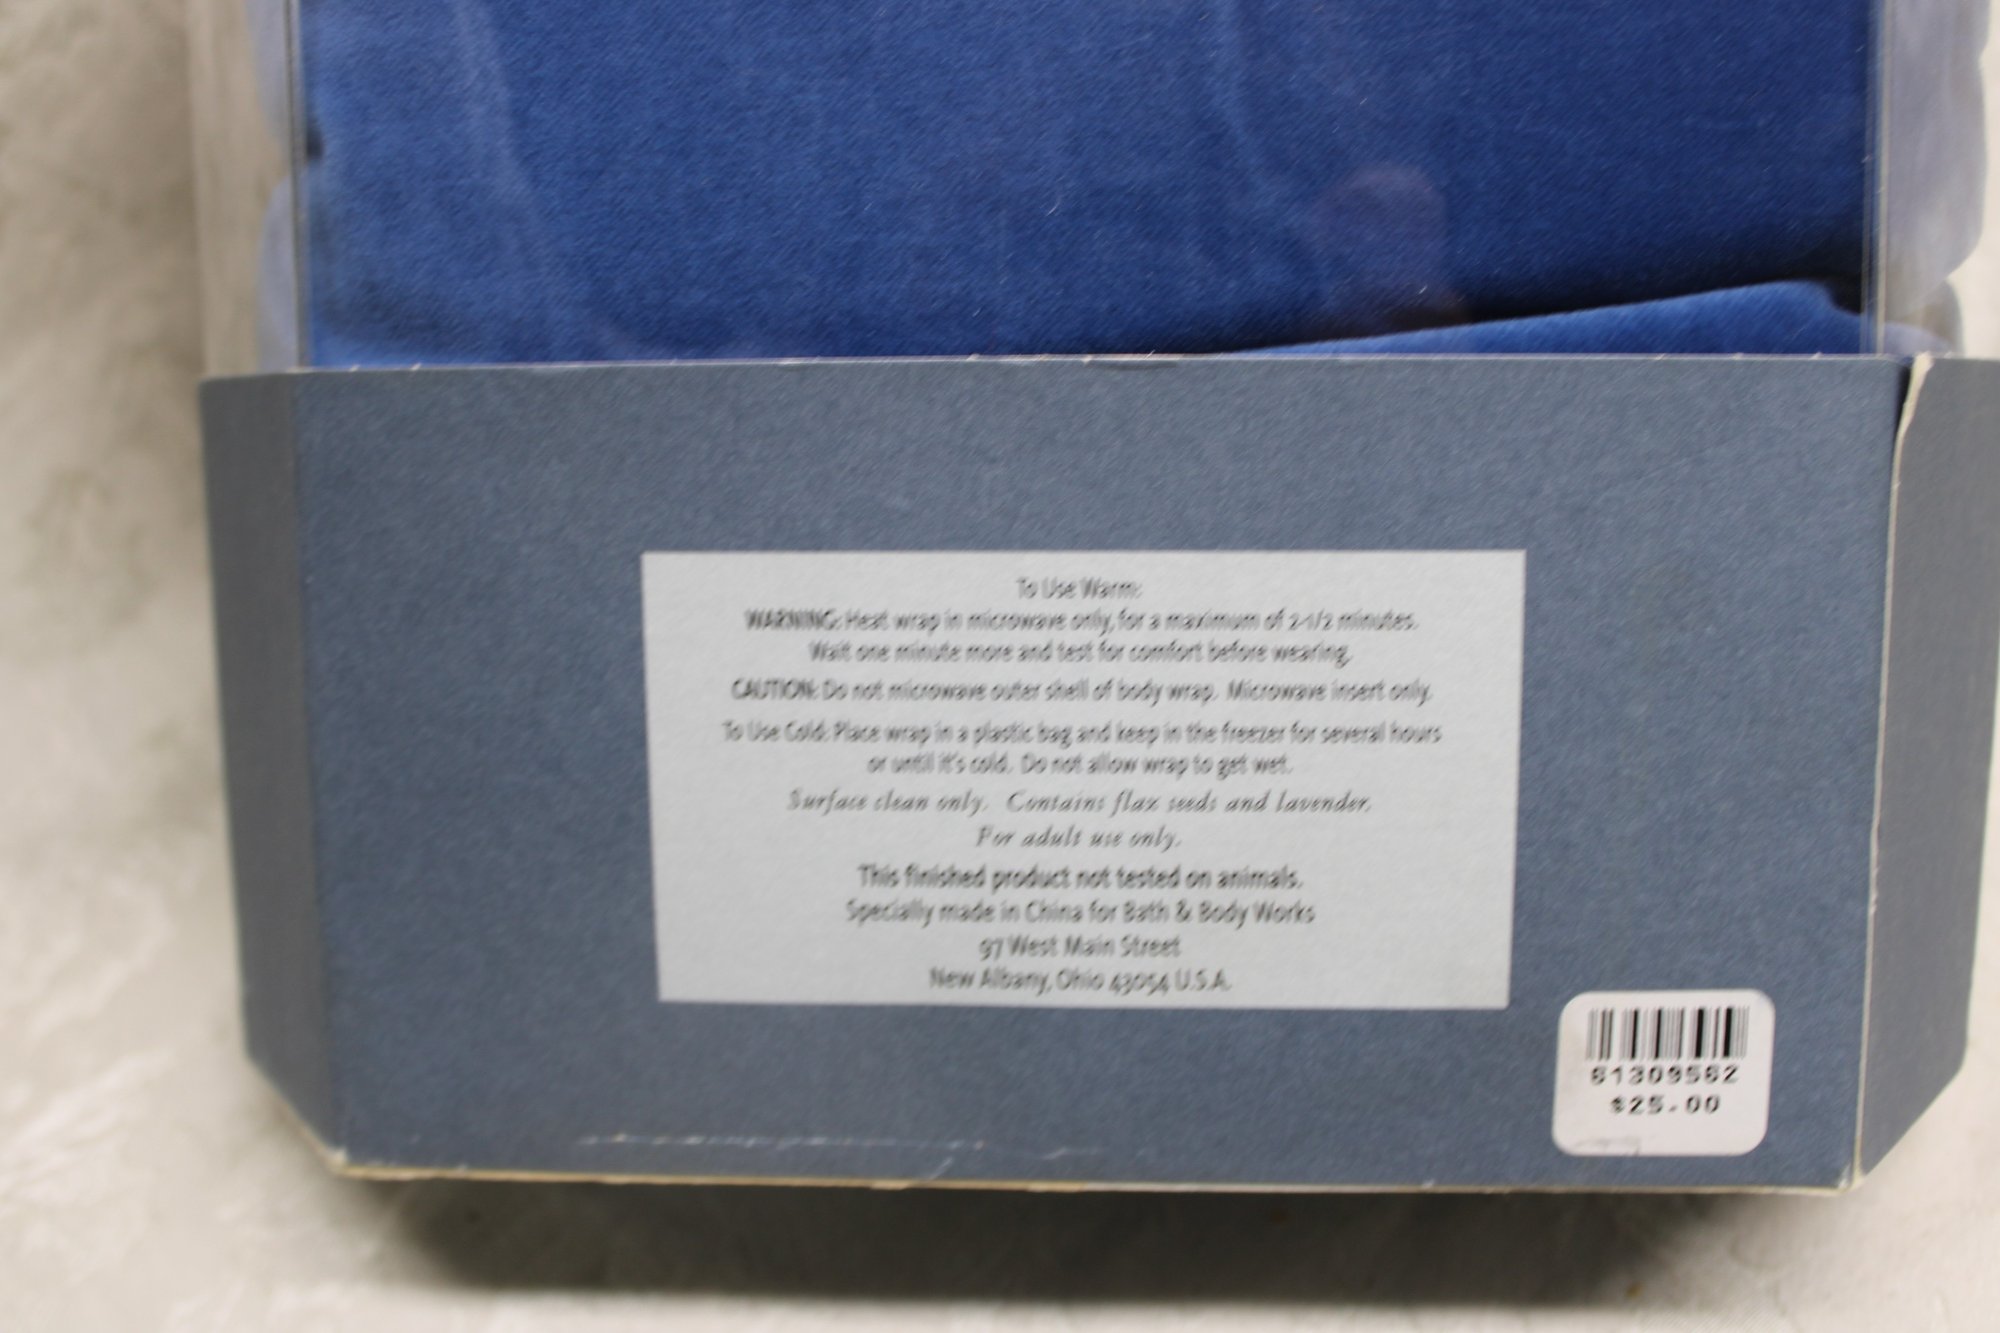 To Use Warm:
WARNING: Heat wrap in microwave only, for a maximum of 2-1/2 minutes.
Wait one minute more and test for comfort before wearing.
CAUTION: Do not microwave outer shell of body wrap. Microwave insert only.
To Use Cold: Place wrap in a plastic bag and keep in the freezer for several hours
or until it's cold. Do not allow wrap to get wet.
Surface clean only. Contains flax seeds and lavender.
For adult use only.
This finished product not tested on animals.
Specially made in China for Bath & Body Works
97 West Main Street
New Albany, Ohio 43054 U.S.A.
61309562
$25.00